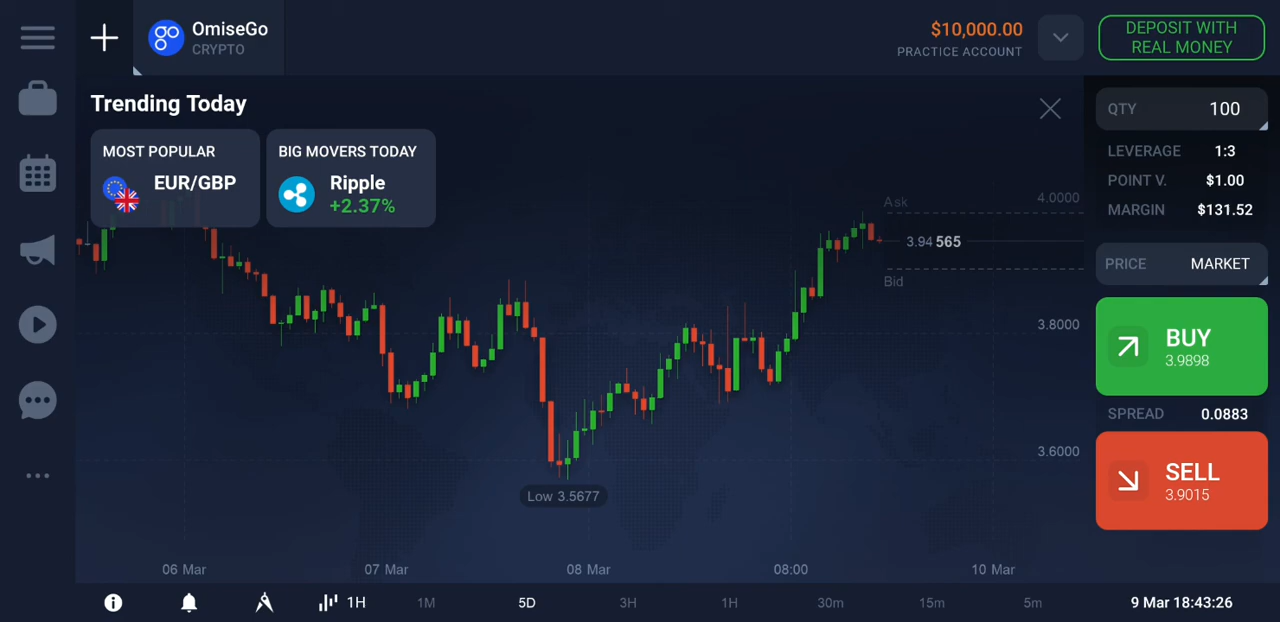 OmiseGo
CRYPTO
$10,000.00
PRACTICE ACCOUNT
DEPOSIT WITH
REAL MONEY
Trending Today
MOST POPULAR
EUR/GBP
BIG MOVERS TODAY
Ripple
+2.37%
Ask
4.0000
3.94 565
Bid
3.8000
3.6000
Low 3.5677
06 Mar
07 Mar
08 Mar
08:00
10 Mar
QTY 100
LEVERAGE 1:3
POINT V. $1.00
MARGIN $131.52
PRICE MARKET
BUY
3.9898
SPREAD 0.0883
SELL
3.9015
1H 1M 5D 3H 1H 30m 15m 5m 9 Mar 18:43:26